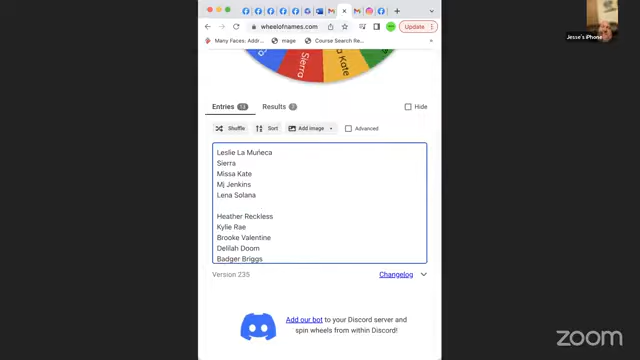 wheelofnames.com
Update
Many Faces: Addr...
mage
Course Search Re...
Jesse's iPhone
Sierra
a Kate
Entries 13
Results 7
Hide
Shuffle
Sort
Add image
Advanced
Leslie La Muñeca
Sierra
Missa Kate
Mj Jenkins
Lena Solana
Heather Reckless
Kylie Rae
Brooke Valentine
Delilah Doom
Badger Briggs
Version 235
Changelog
Add our bot to your Discord server and
spin wheels from within Discord!
zoom